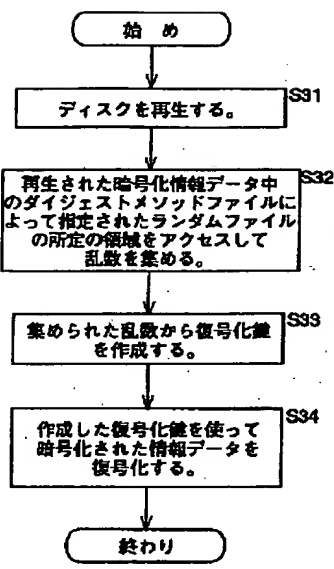 始 め
S31
ディスクを再生する。
S32
再生された暗号化情報データ中
のダイジェストメソッドファイルに
よって指定されたランダムファイル
の所定の領域をアクセスして
乱数を集める。
S33
集められた乱数から復号化鍵
を作成する。
S34
作成した復号化鍵を使って
暗号化された情報データを
復号化する。
終わり